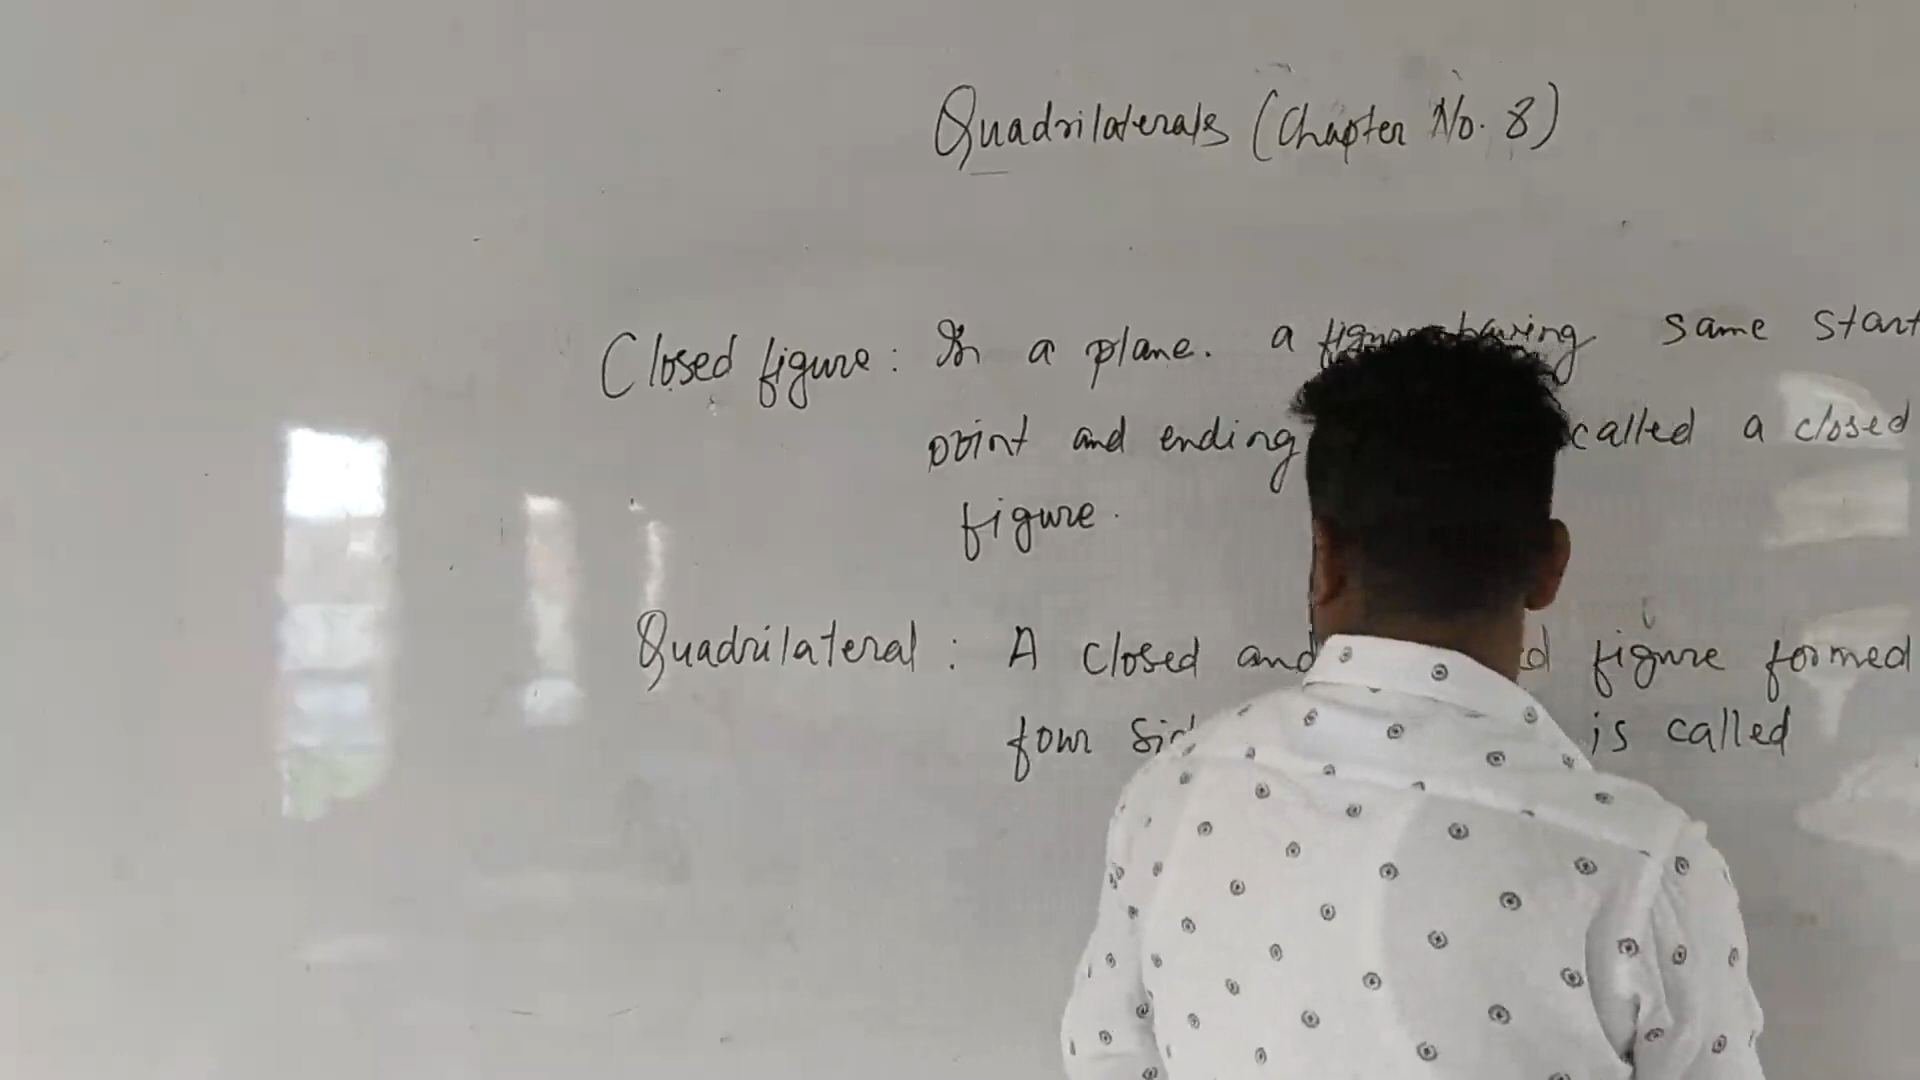 Quadrilaterals (Chapter No. 8)
Closed figure: In a plane. a figure having same start
point and ending called a closed
figure.
Quadrilateral: A closed and figure formed
four is called